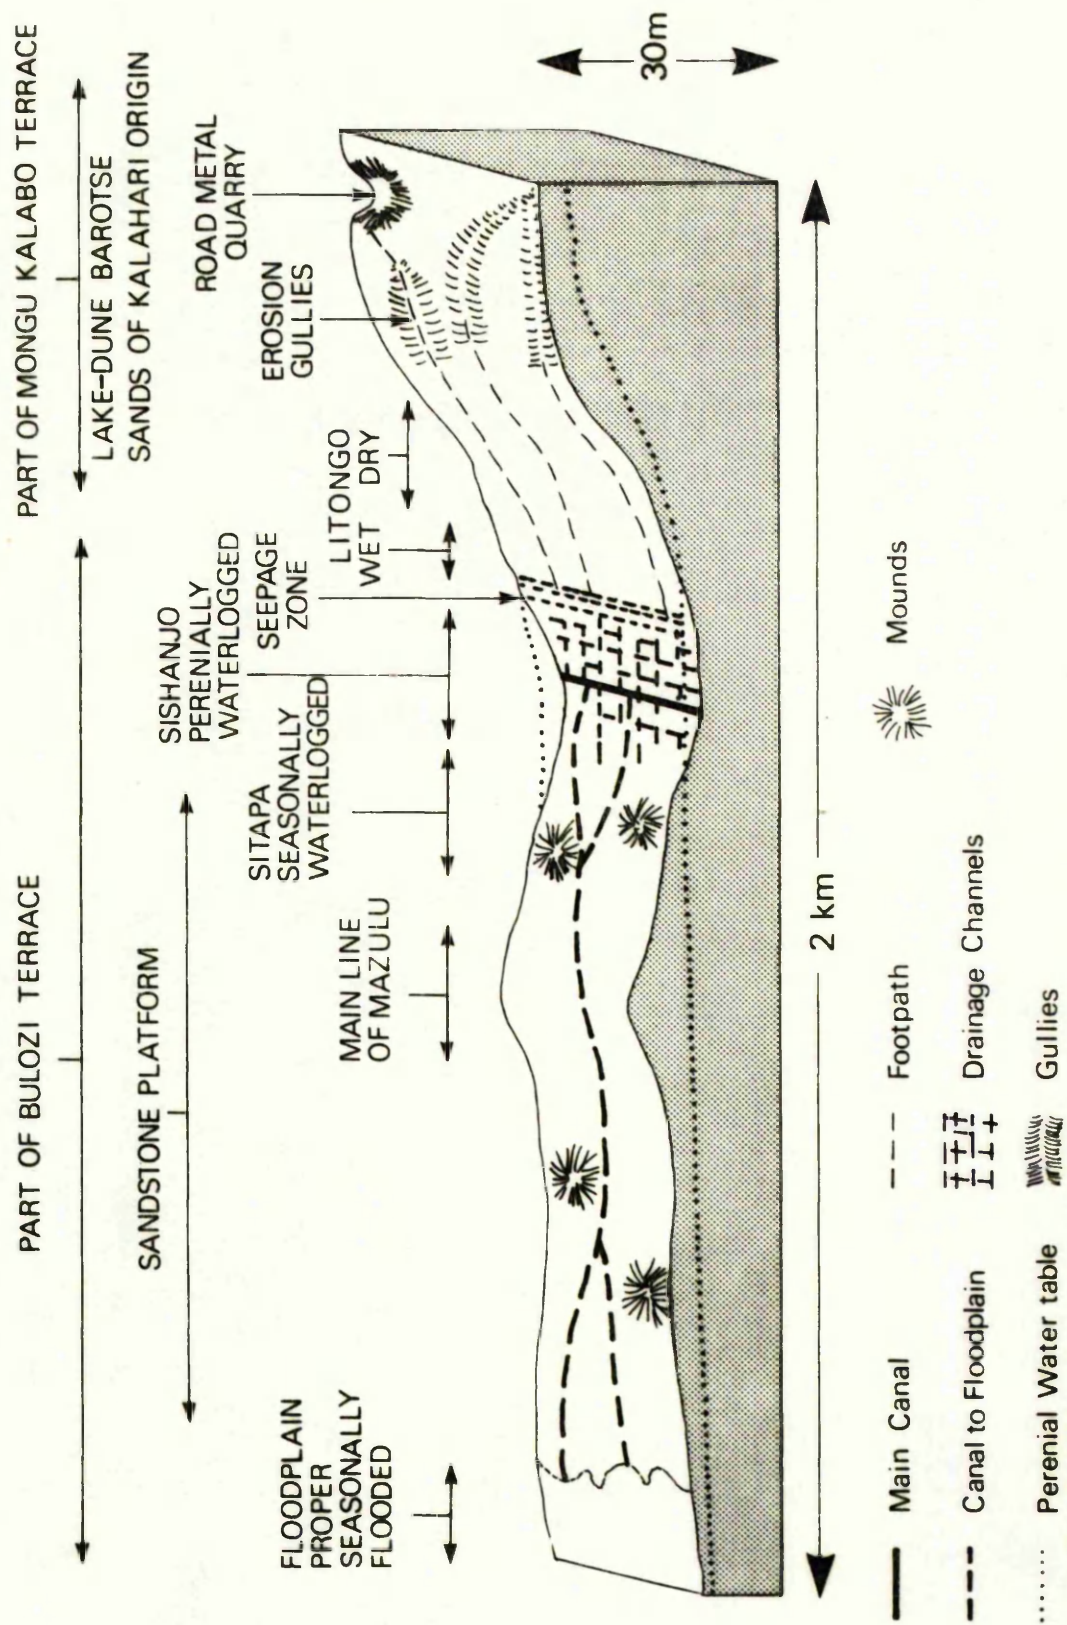 PART OF BULOZI TERRACE
PART OF MONGU KALABO TERRACE
LAKE-DUNE BAROTSE
SANDS OF KALAHARI ORIGIN
SANDSTONE PLATFORM
FLOODPLAIN
PROPER
SEASONALLY
FLOODED
MAIN LINE
OF MAZULU
SITAPA
SEASONALLY
WATERLOGGED
SISHANJO
PERENIALLY
WATERLOGGED
SEEPAGE
ZONE
LITONGO
WET DRY
EROSION
GULLIES
ROAD METAL
QUARRY
30m
2 km
Main Canal
Footpath
Mounds
Canal to Floodplain
Drainage Channels
Perenial Water table
Gullies